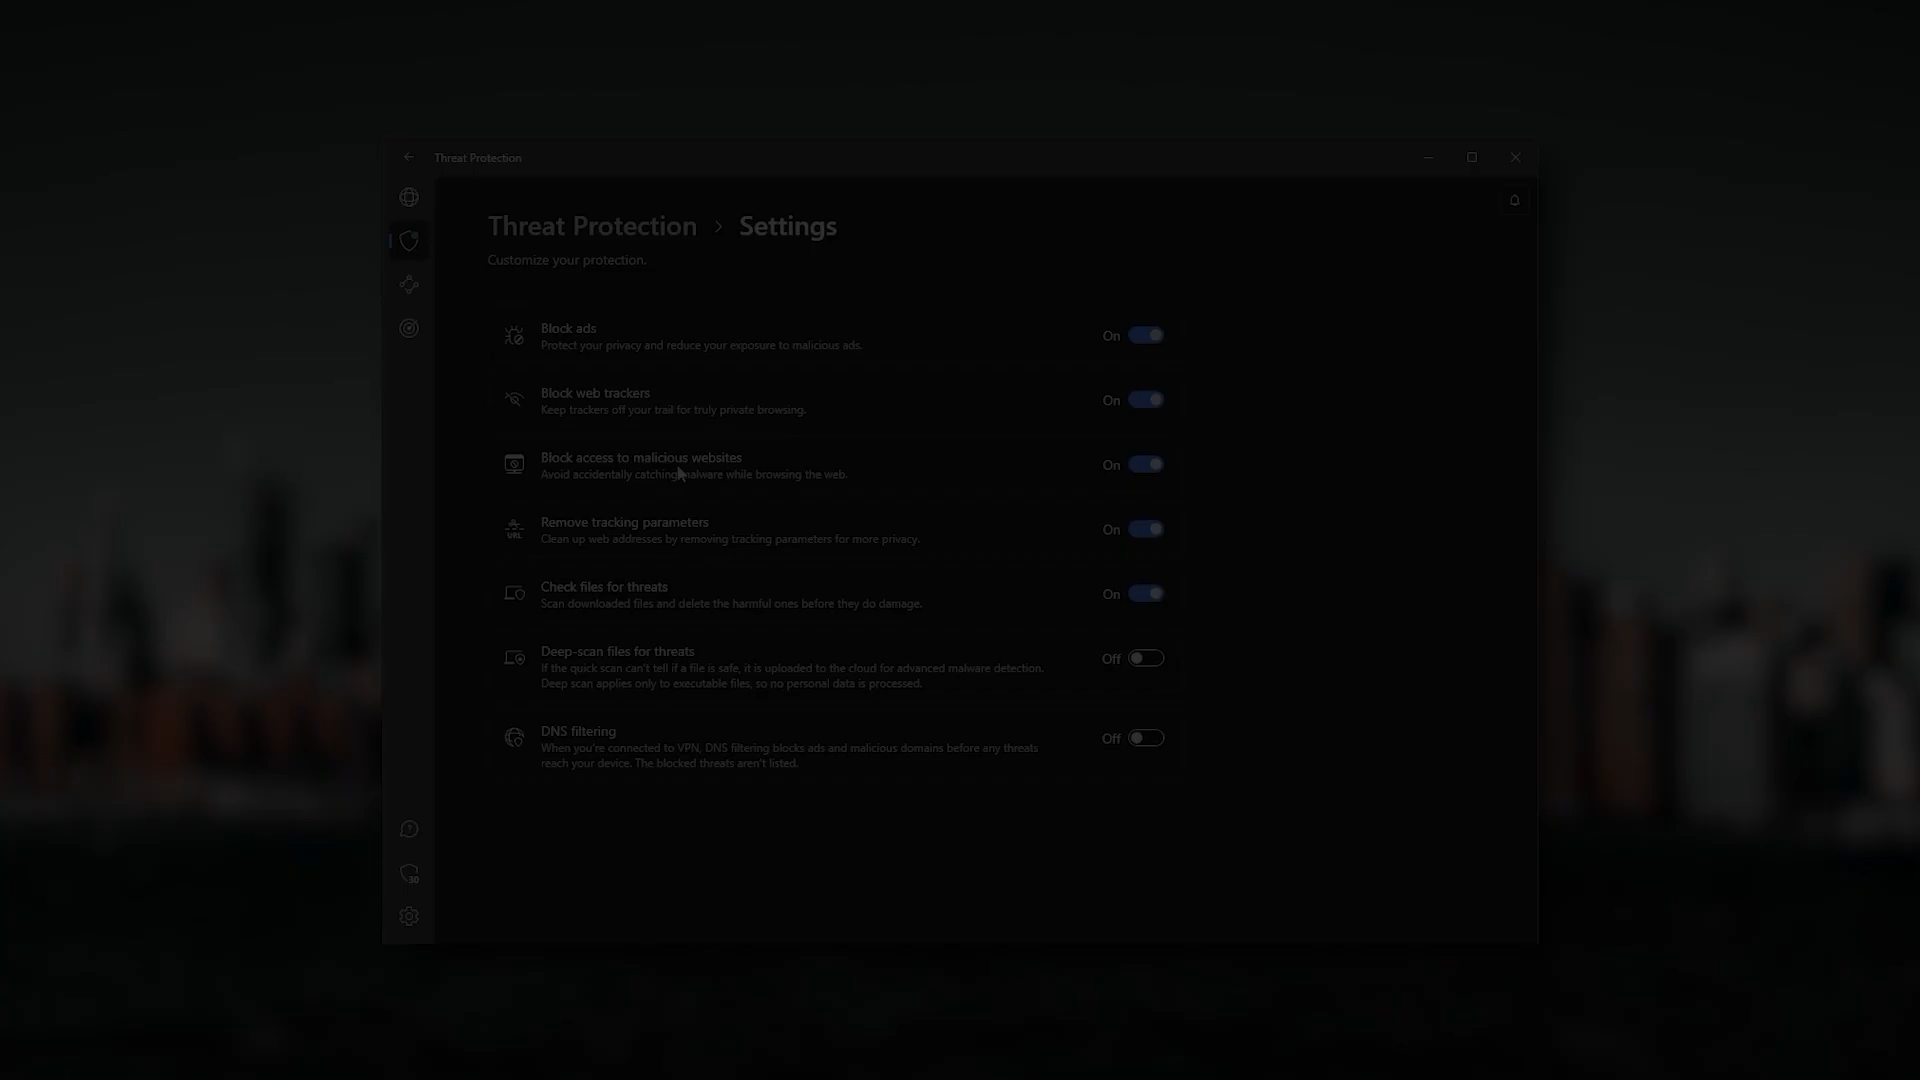 Threat Protection
Threat Protection > Settings
Customize your protection.
Block ads
Protect your privacy and reduce your exposure to malicious ads.
On
Block web trackers
Keep trackers off your trail for truly private browsing.
On
Block access to malicious websites
Avoid accidentally catching malware while browsing the web.
On
URL
Remove tracking parameters
Clean up web addresses by removing tracking parameters for more privacy.
On
Check files for threats
Scan downloaded files and delete the harmful ones before they do damage.
On
Deep-scan files for threats
If the quick scan can't tell if a file is safe, it is uploaded to the cloud for advanced malware detection.
Deep scan applies only to executable files, so no personal data is processed.
Off
DNS filtering
When you're connected to VPN, DNS filtering blocks ads and malicious domains before any threats
reach your device. The blocked threats aren't listed.
Off
30